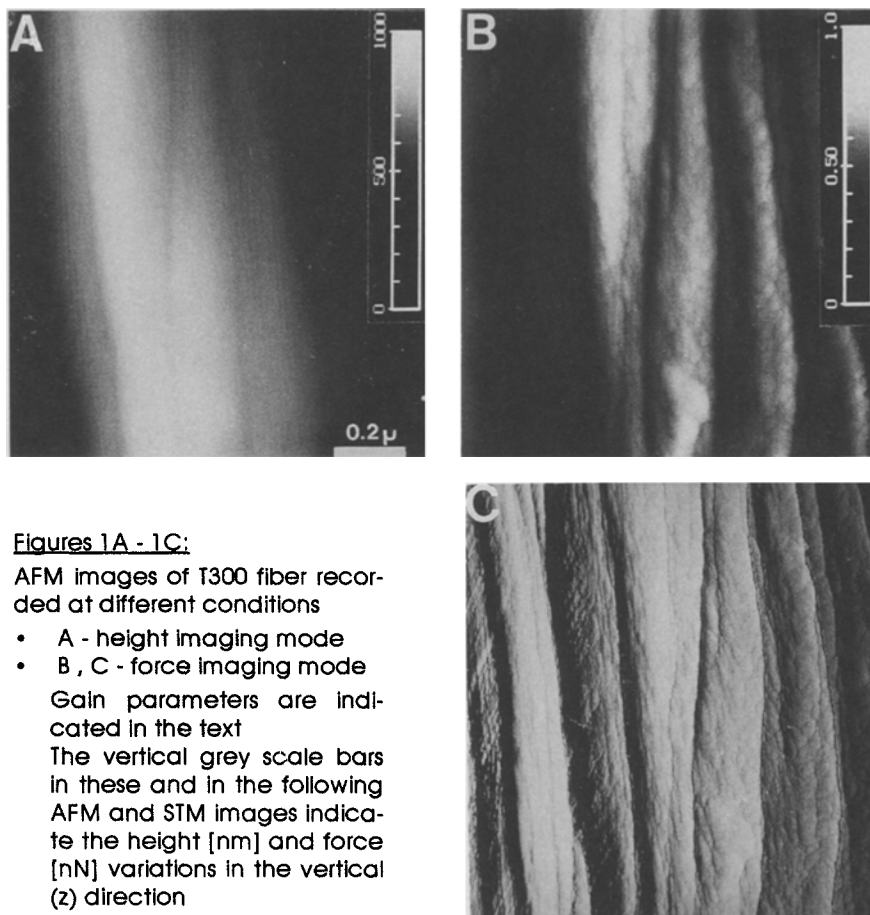 A
1000
500
0
0.2μ
B
1.0
0.50
0
C
Figures 1A - 1C:
AFM images of T300 fiber recor-
ded at different conditions
• A - height imaging mode
• B , C - force imaging mode
Gain parameters are indi-
cated in the text
The vertical grey scale bars
in these and in the following
AFM and STM images indica-
te the height [nm] and force
[nN] variations in the vertical
(z) direction